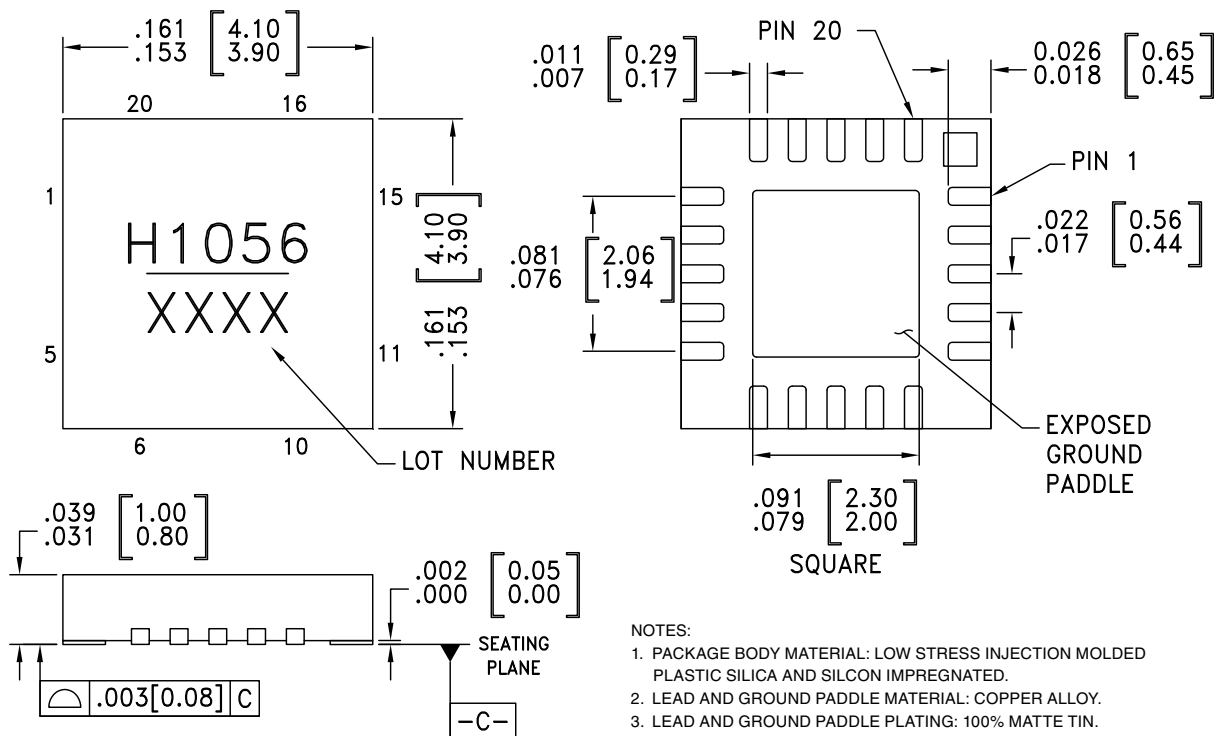 .161 [4.10]
.153 [3.90]
20 16
1
15
H1056
XXXX
5
11
6 10
.161 [4.10]
.153 [3.90]
LOT NUMBER
PIN 20
.011 [0.29]
.007 [0.17]
0.026 [0.65]
0.018 [0.45]
PIN 1
.022 [0.56]
.017 [0.44]
.081 [2.06]
.076 [1.94]
EXPOSED
GROUND
PADDLE
.091 [2.30]
.079 [2.00]
SQUARE
.039 [1.00]
.031 [0.80]
.002 [0.05]
.000 [0.00]
SEATING
PLANE
.003[0.08] C
-C-
NOTES:
1. PACKAGE BODY MATERIAL: LOW STRESS INJECTION MOLDED
PLASTIC SILICA AND SILCON IMPREGNATED.
2. LEAD AND GROUND PADDLE MATERIAL: COPPER ALLOY.
3. LEAD AND GROUND PADDLE PLATING: 100% MATTE TIN.